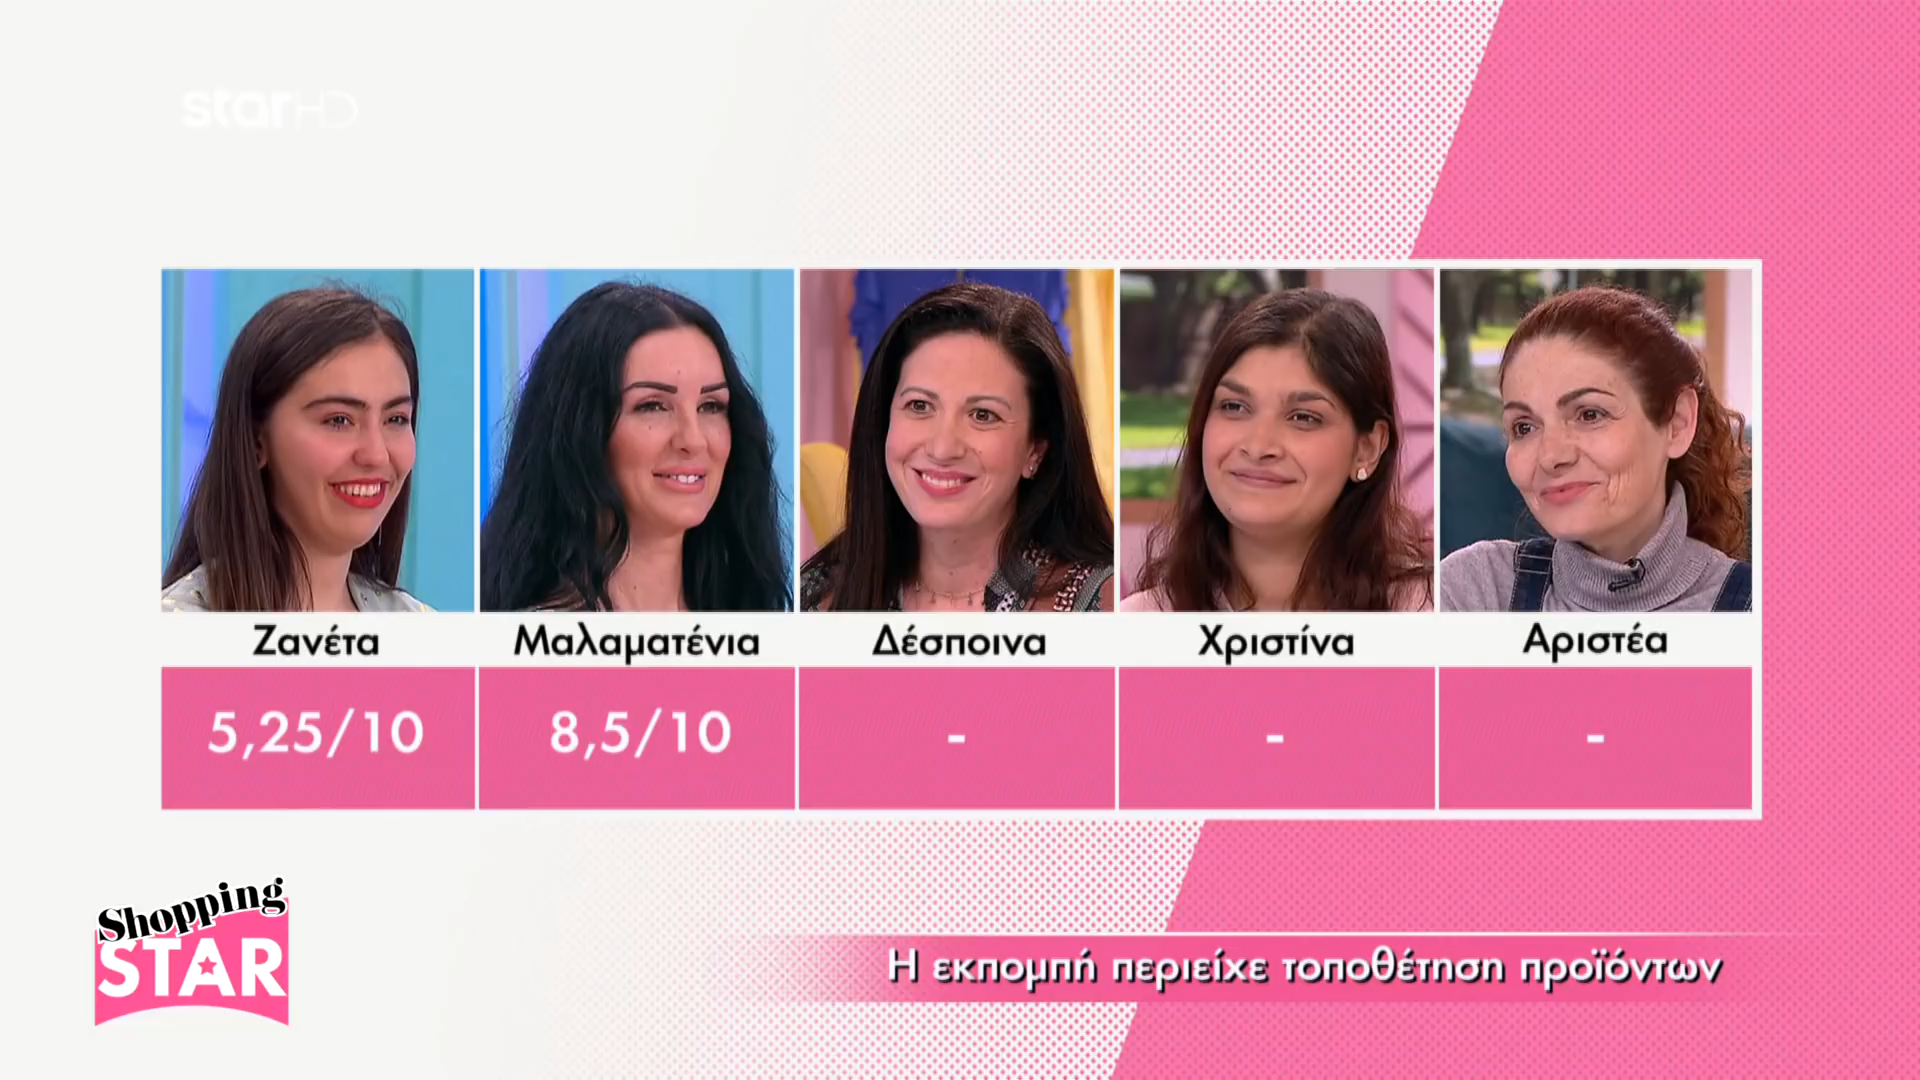 starHD
Ζανέτα
Μαλαματένια
Δέσποινα
Χριστίνα
Αριστέα
5,25/10
8,5/10
-
-
-
Shopping
STAR
Η εκπομπή περιείχε τοποθέτηση προϊόντων